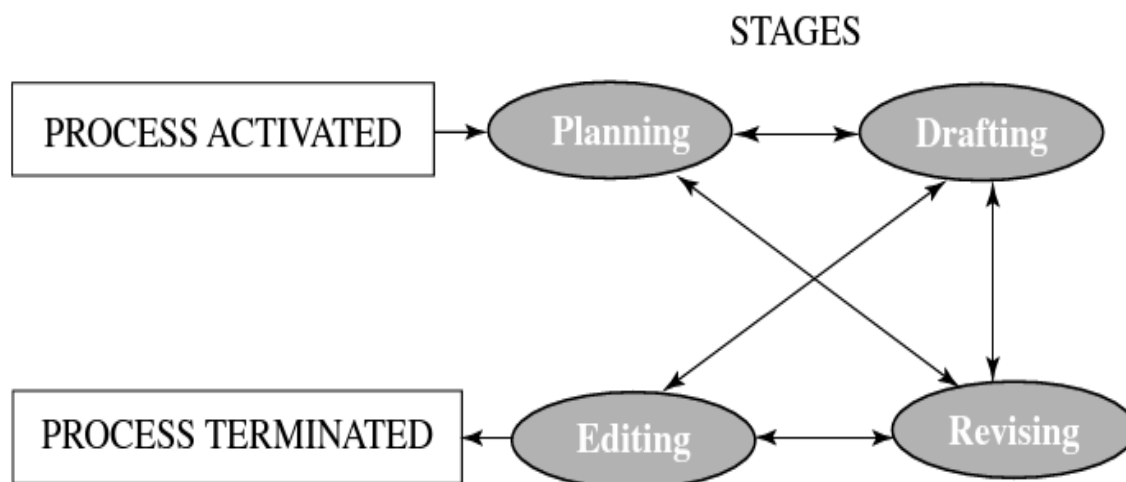 STAGES
PROCESS ACTIVATED
Planning
Drafting
PROCESS TERMINATED
Editing
Revising